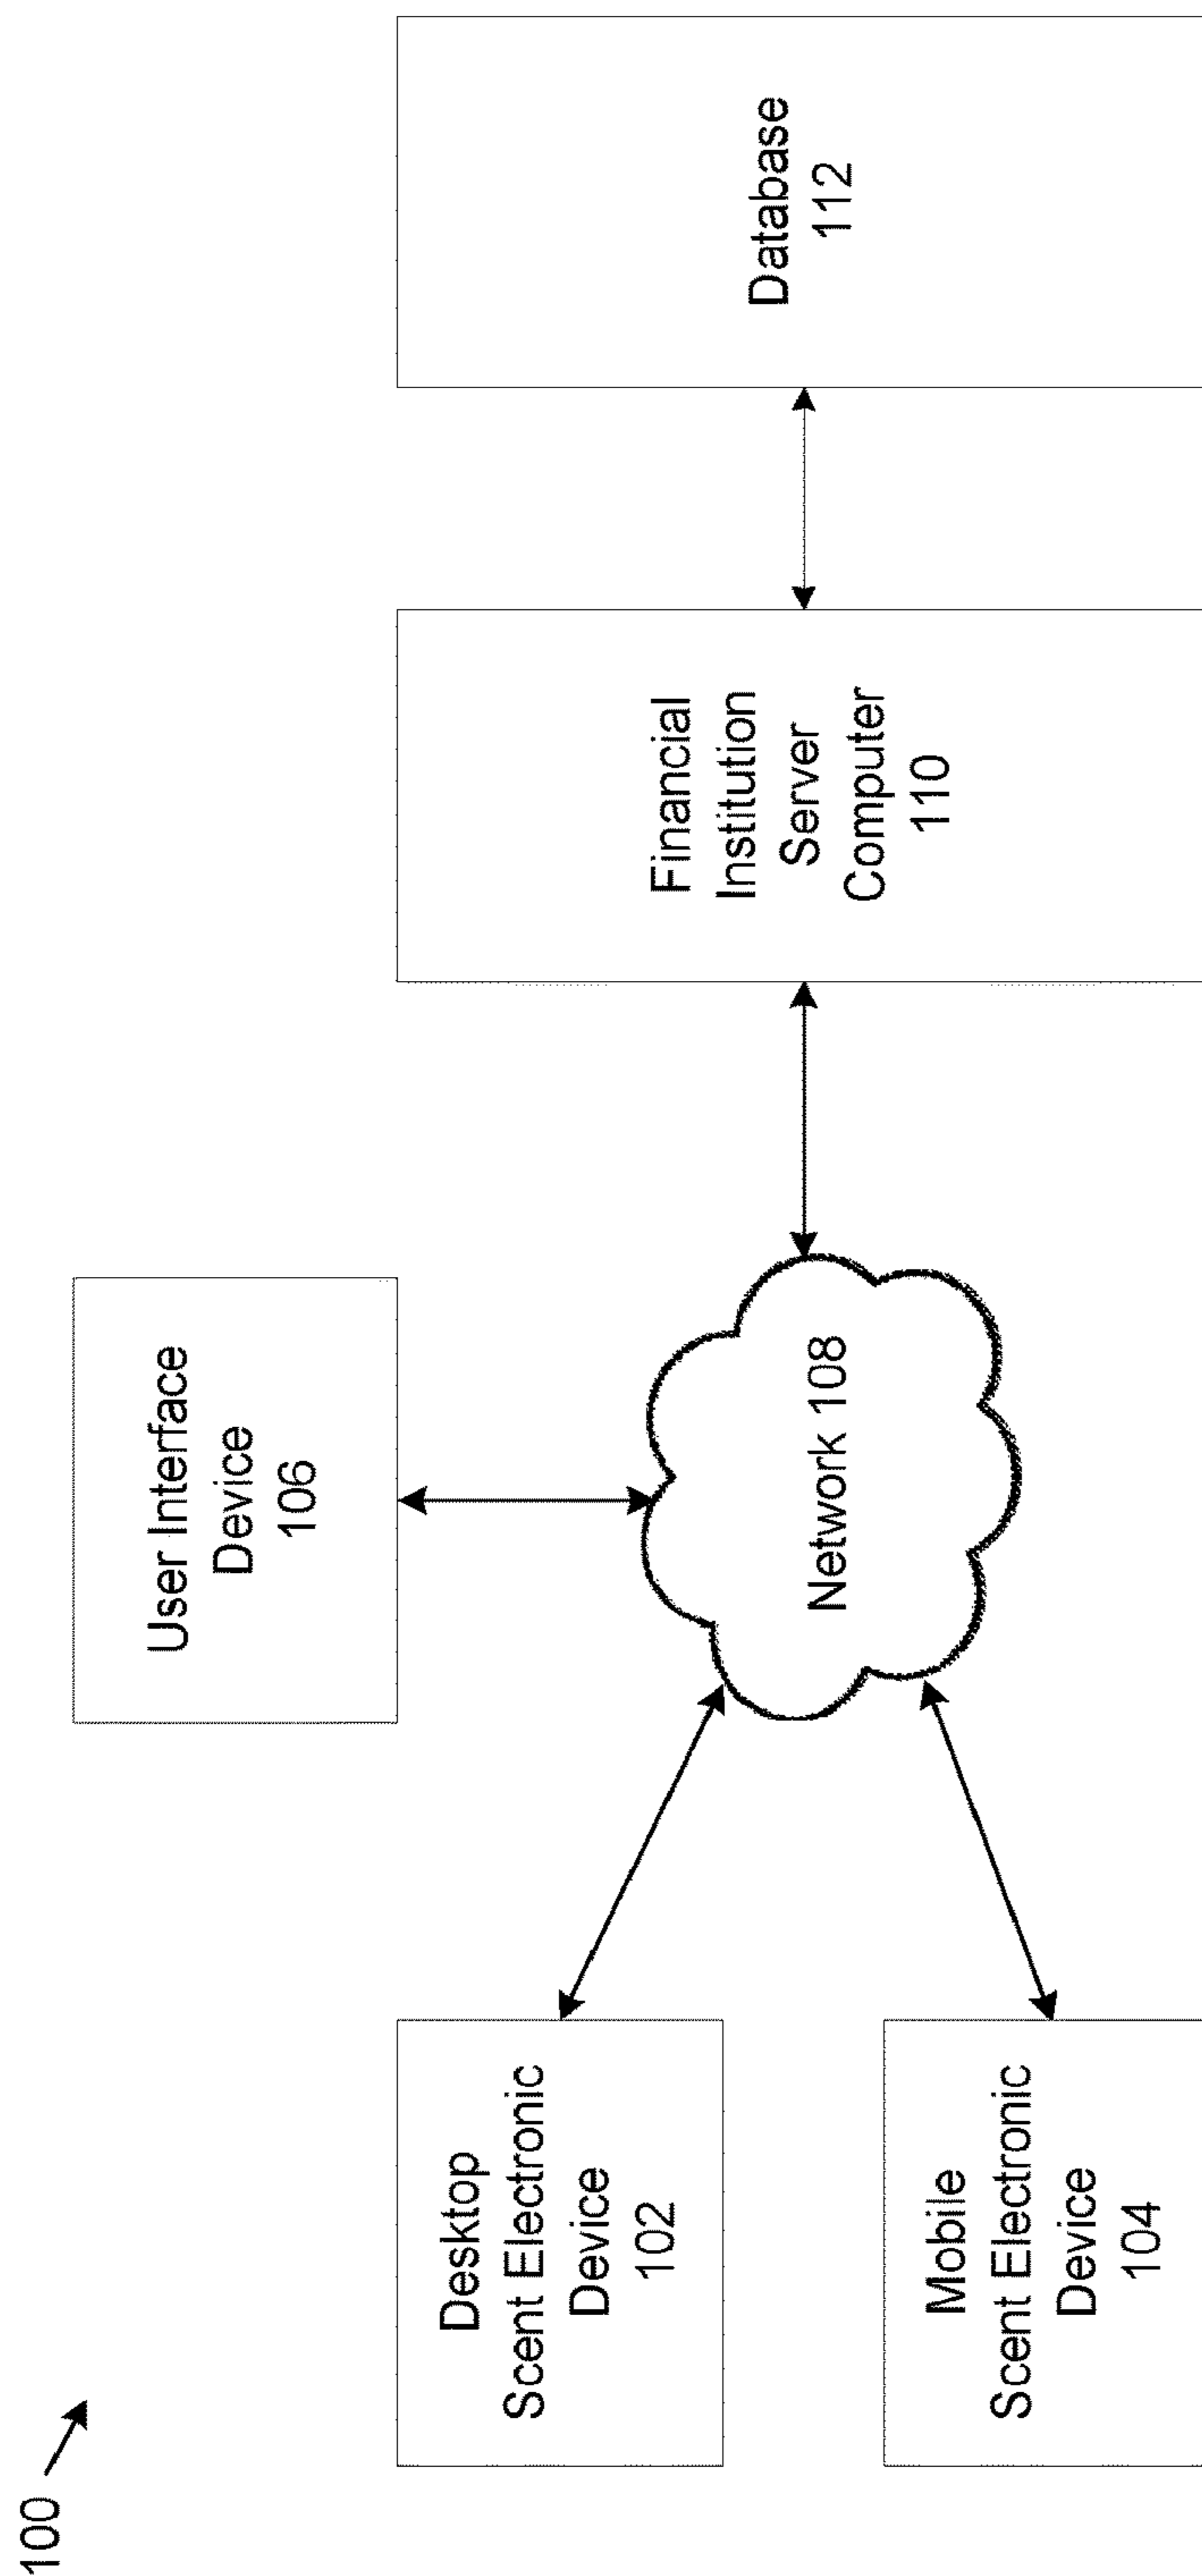 100
User Interface
Device
106
Desktop
Scent Electronic
Device
102
Mobile
Scent Electronic
Device
104
Network 108
Financial
Institution
Server
Computer
110
Database
112